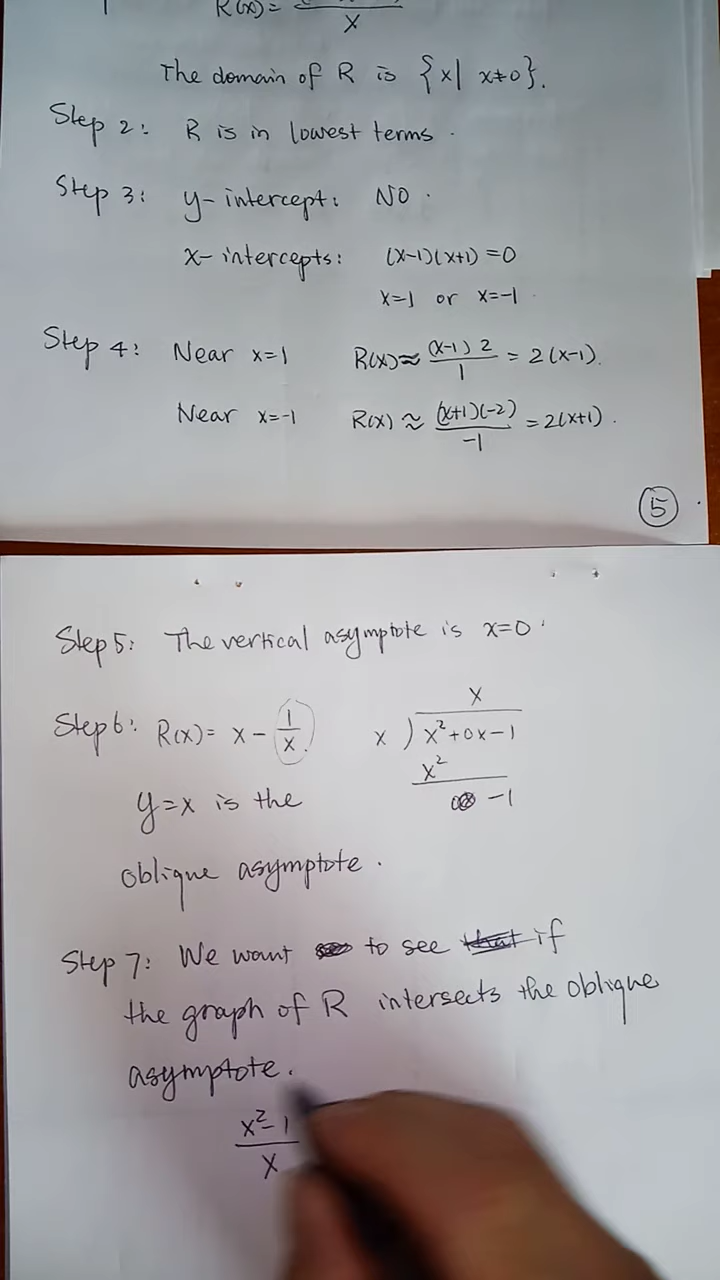 R(x) =
x
The domain of R is {x| x≠0}.
Step 2: R is in lowest terms.
Step 3: y-intercept: NO.
x-intercepts: (x-1)(x+1)=0
x=1 or x=-1.
Step 4: Near x=1 R(x)≈ (x-1)2/1 = 2(x-1).
Near x=-1 R(x) ≈ (x+1)(-2)/-1 = 2(x+1).
5
Step 5: The vertical asymptote is x=0.
x
Step 6: R(x)= x - 1/x. x ) x²+0x-1
x²
y=x is the 0 -1
oblique asymptote.
Step 7: We want to see if
the graph of R intersects the oblique
asymptote.
x²-1
x